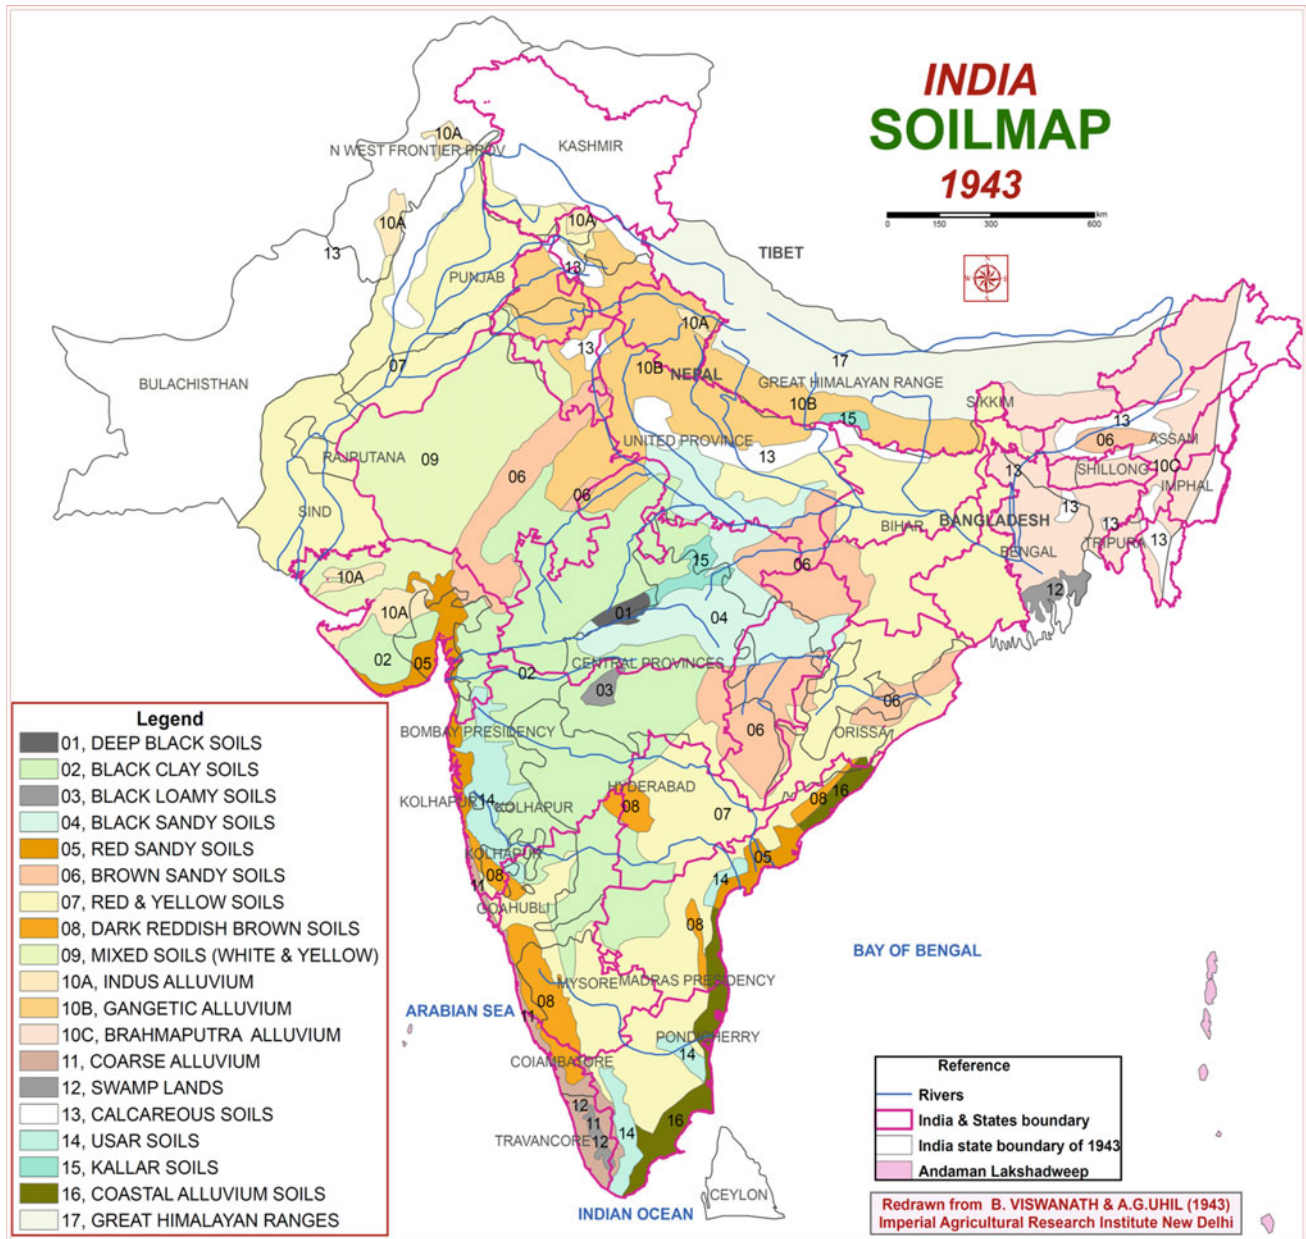 INDIA
SOILMAP
1943
0 150 300 600 km
N
W E
S
KASHMIR
10A
N WEST FRONTIER PROV
10A
10A
13
13
PUNJAB
TIBET
10A
13
07
17
BULACHISTHAN
10B
NEPAL
GREAT HIMALAYAN RANGE
10B
15
SIKKIM
13
UNITED PROVINCE
13
06
ASSAM
RAJPUTANA
09
06
06
13
SHILLONG
10C
IMPHAL
SIND
BIHAR
BANGLADESH
13
13
13
BENGAL
TRIPURA
10A
15
06
12
10A
01
04
02
05
02
CENTRAL PROVINCES
03
06
06
BOMBAY PRESIDENCY
ORISSA
HYDERABAD
KOLHAPUR
14
KOLHAPUR
08
07
08
16
KOLHAPUR
05
11
08
14
GOAHUBLI
08
BAY OF BENGAL
MYSORE
MADRAS PRESIDENCY
08
ARABIAN SEA
11
PONDICHERRY
14
COIAMBATORE
12
11
16
TRAVANCORE
12
14
CEYLON
INDIAN OCEAN
Legend
01, DEEP BLACK SOILS
02, BLACK CLAY SOILS
03, BLACK LOAMY SOILS
04, BLACK SANDY SOILS
05, RED SANDY SOILS
06, BROWN SANDY SOILS
07, RED & YELLOW SOILS
08, DARK REDDISH BROWN SOILS
09, MIXED SOILS (WHITE & YELLOW)
10A, INDUS ALLUVIUM
10B, GANGETIC ALLUVIUM
10C, BRAHMAPUTRA ALLUVIUM
11, COARSE ALLUVIUM
12, SWAMP LANDS
13, CALCAREOUS SOILS
14, USAR SOILS
15, KALLAR SOILS
16, COASTAL ALLUVIUM SOILS
17, GREAT HIMALAYAN RANGES
Reference
Rivers
India & States boundary
India state boundary of 1943
Andaman Lakshadweep
Redrawn from B. VISWANATH & A.G.UHIL (1943)
Imperial Agricultural Research Institute New Delhi